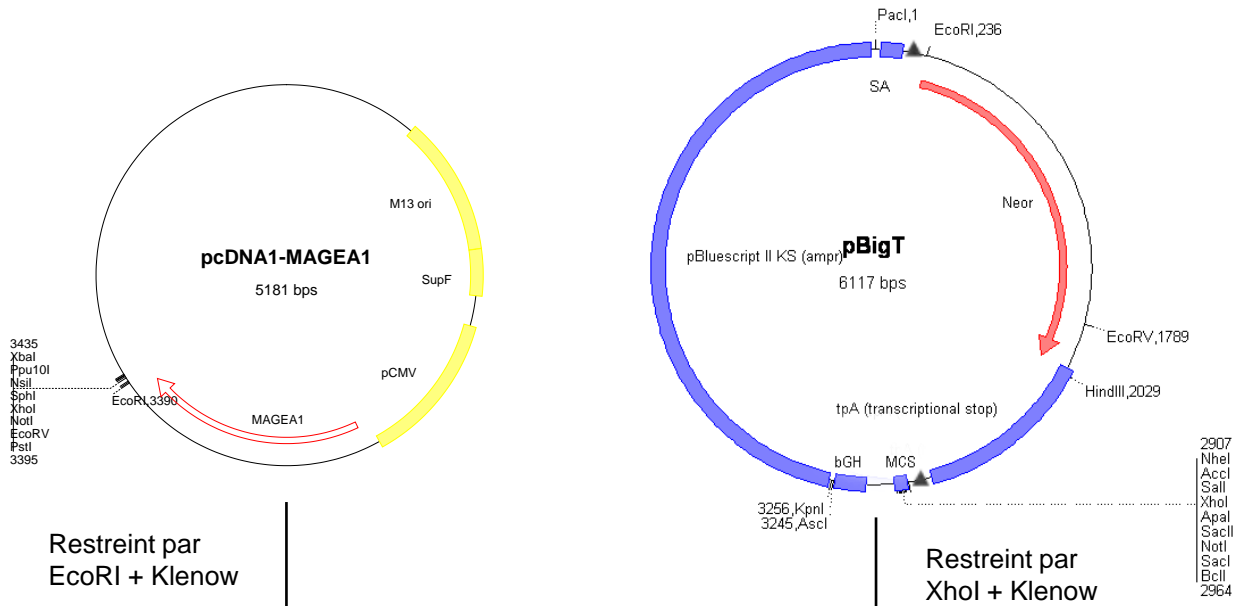 M13 ori
pcDNA1-MAGEA1
5181 bps
SupF
pCMV
MAGEA1
EcoRI,3390
3435
XbaI
Ppu10I
NsiI
SphI
XhoI
NotI
EcoRV
PstI
3395
Restreint par
EcoRI + Klenow
PacI,1
EcoRI,236
SA
Neor
pBluescript II KS (ampr)
pBigT
6117 bps
EcoRV,1789
HindIII,2029
tpA (transcriptional stop)
bGH
MCS
3256,KpnI
3245,AscI
2907
NheI
AccI
SalI
XhoI
ApaI
SacII
NotI
SacI
BclI
2964
Restreint par
XhoI + Klenow